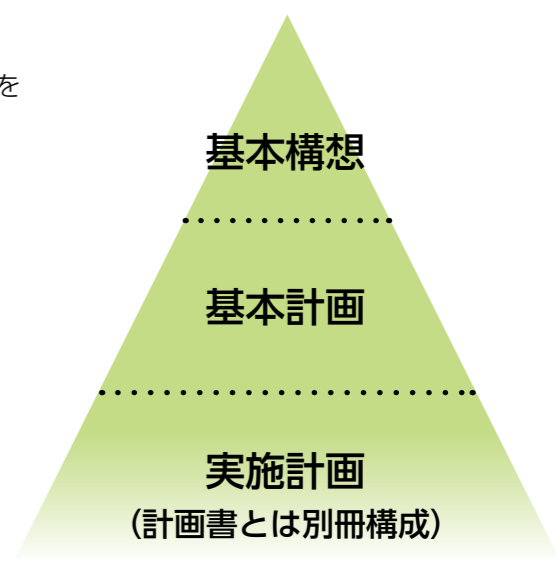 を
基本構想
基本計画
実施計画
（計画書とは別冊構成）